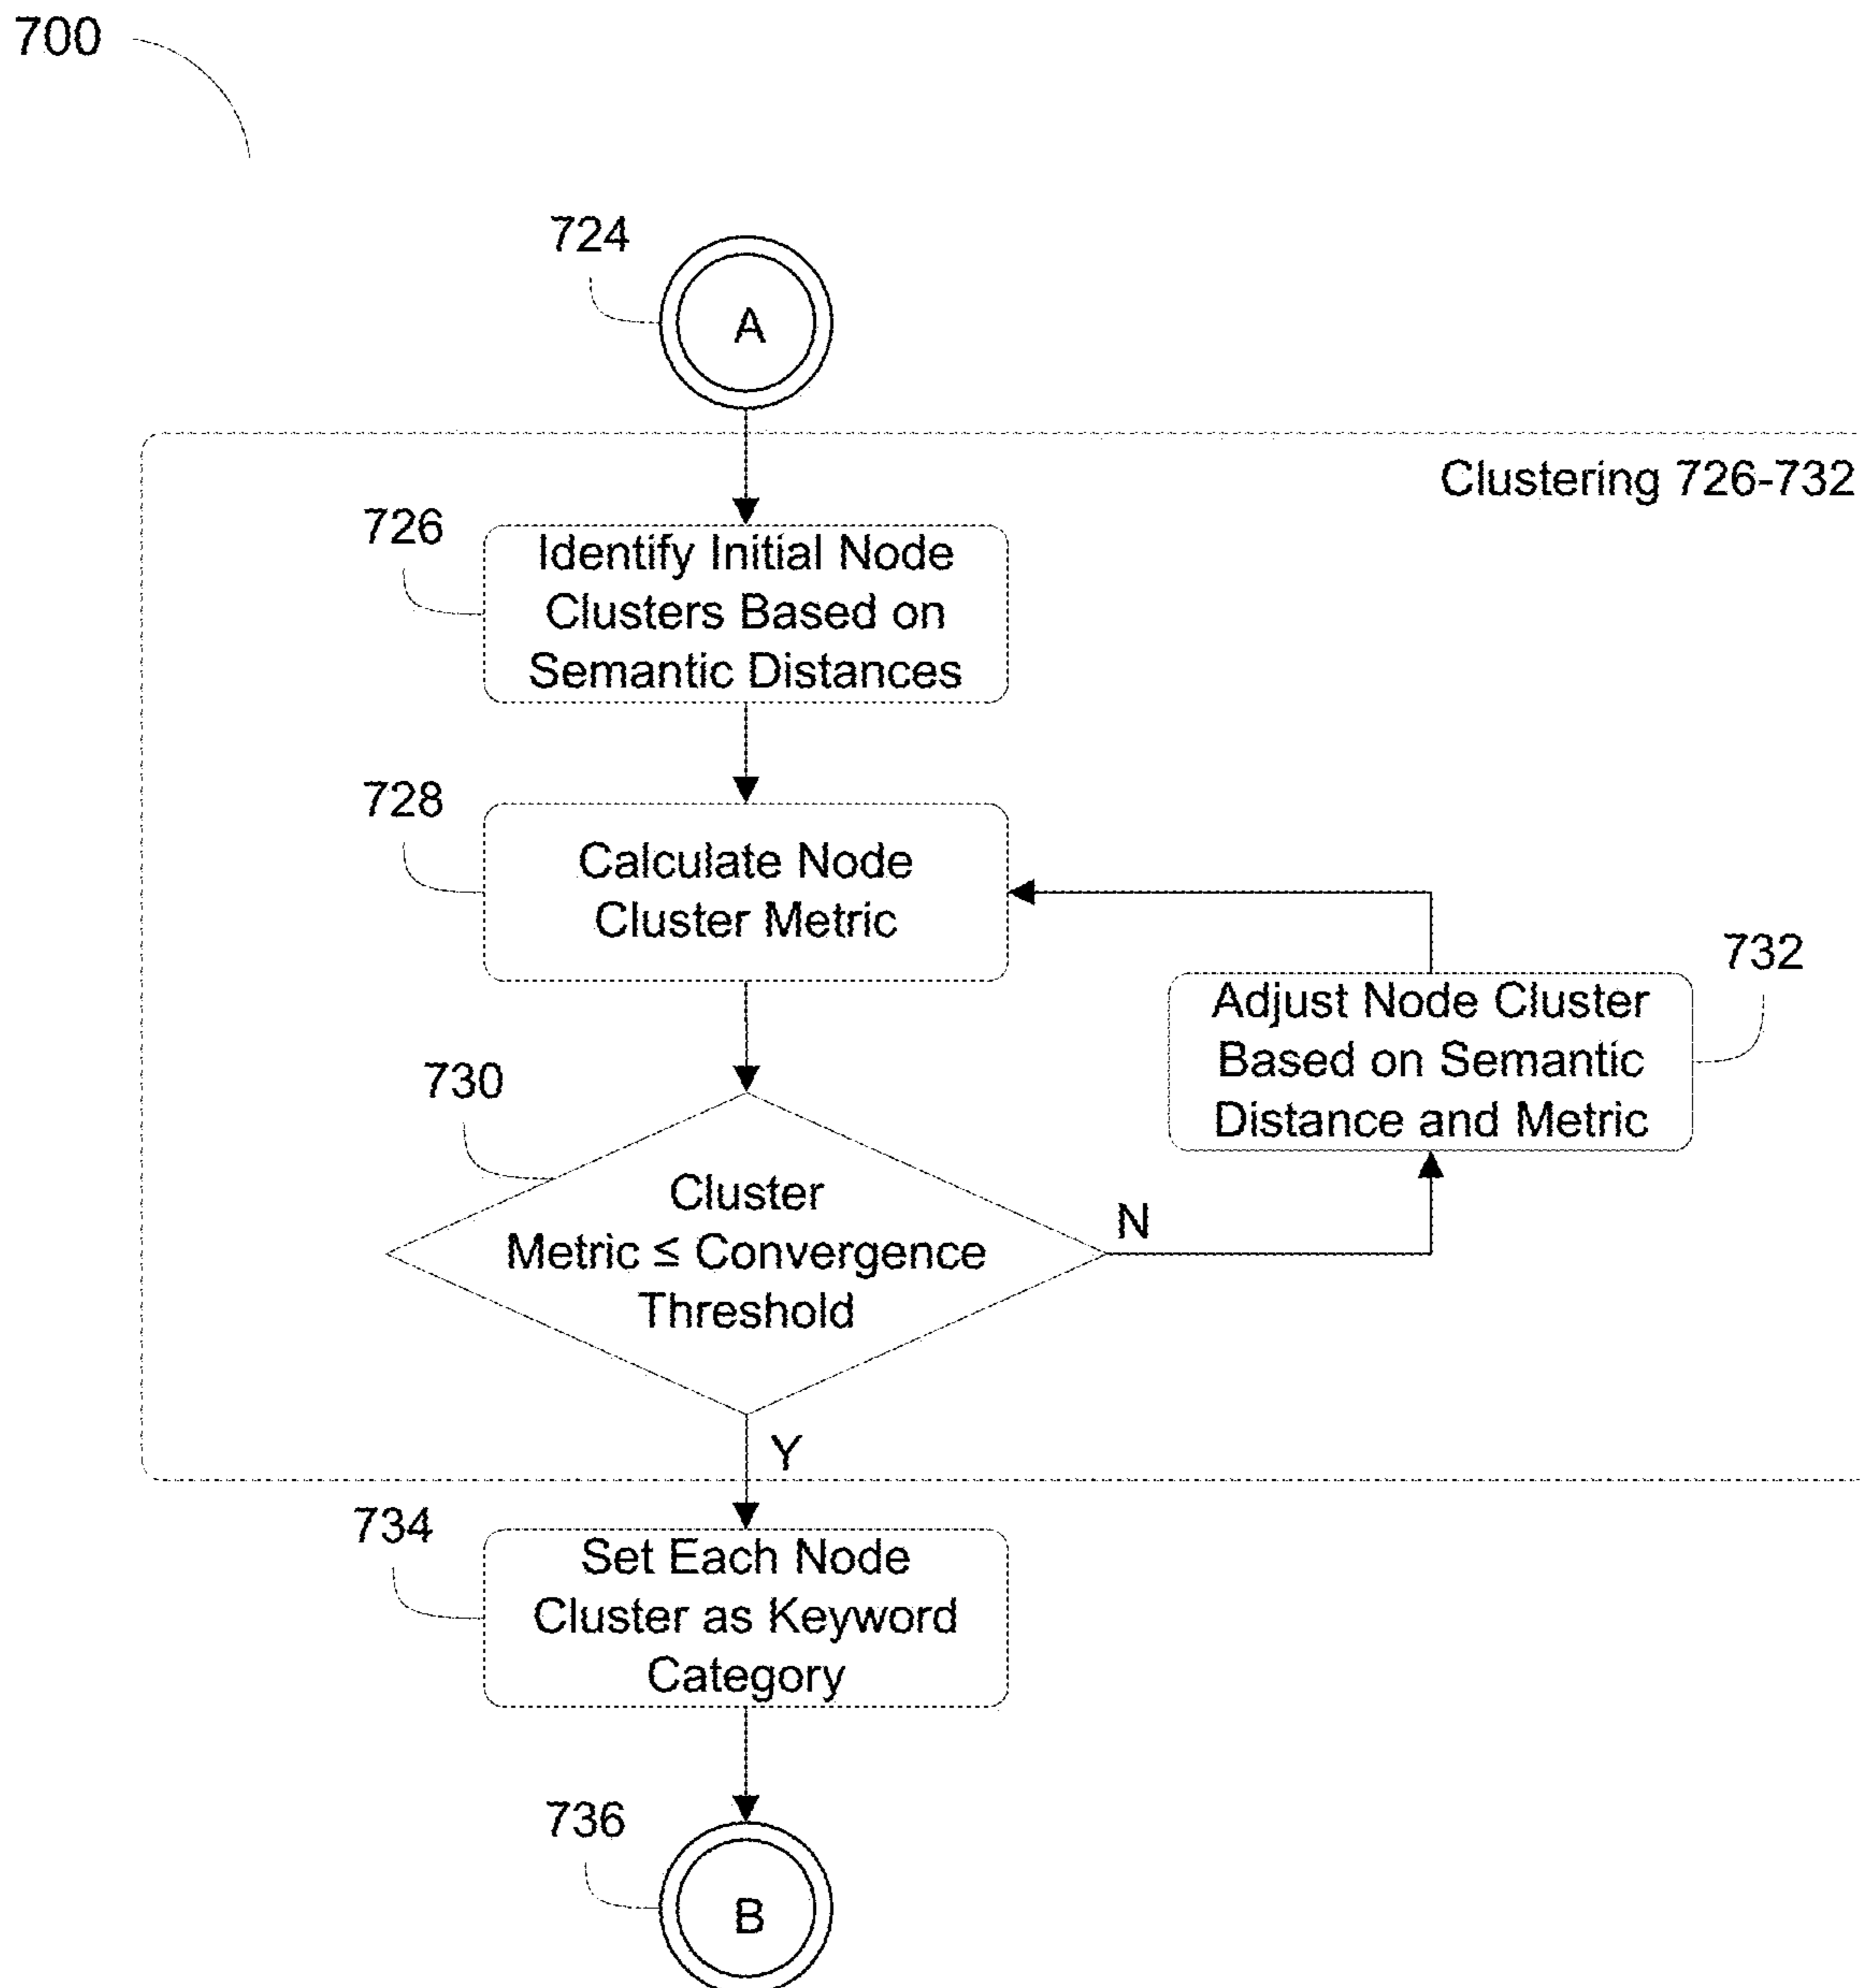 700
724
A
Clustering 726-732
726
Identify Initial Node
Clusters Based on
Semantic Distances
728
Calculate Node
Cluster Metric
732
Adjust Node Cluster
Based on Semantic
Distance and Metric
730
Cluster
Metric ≤ Convergence
Threshold
N
Y
734
Set Each Node
Cluster as Keyword
Category
736
B